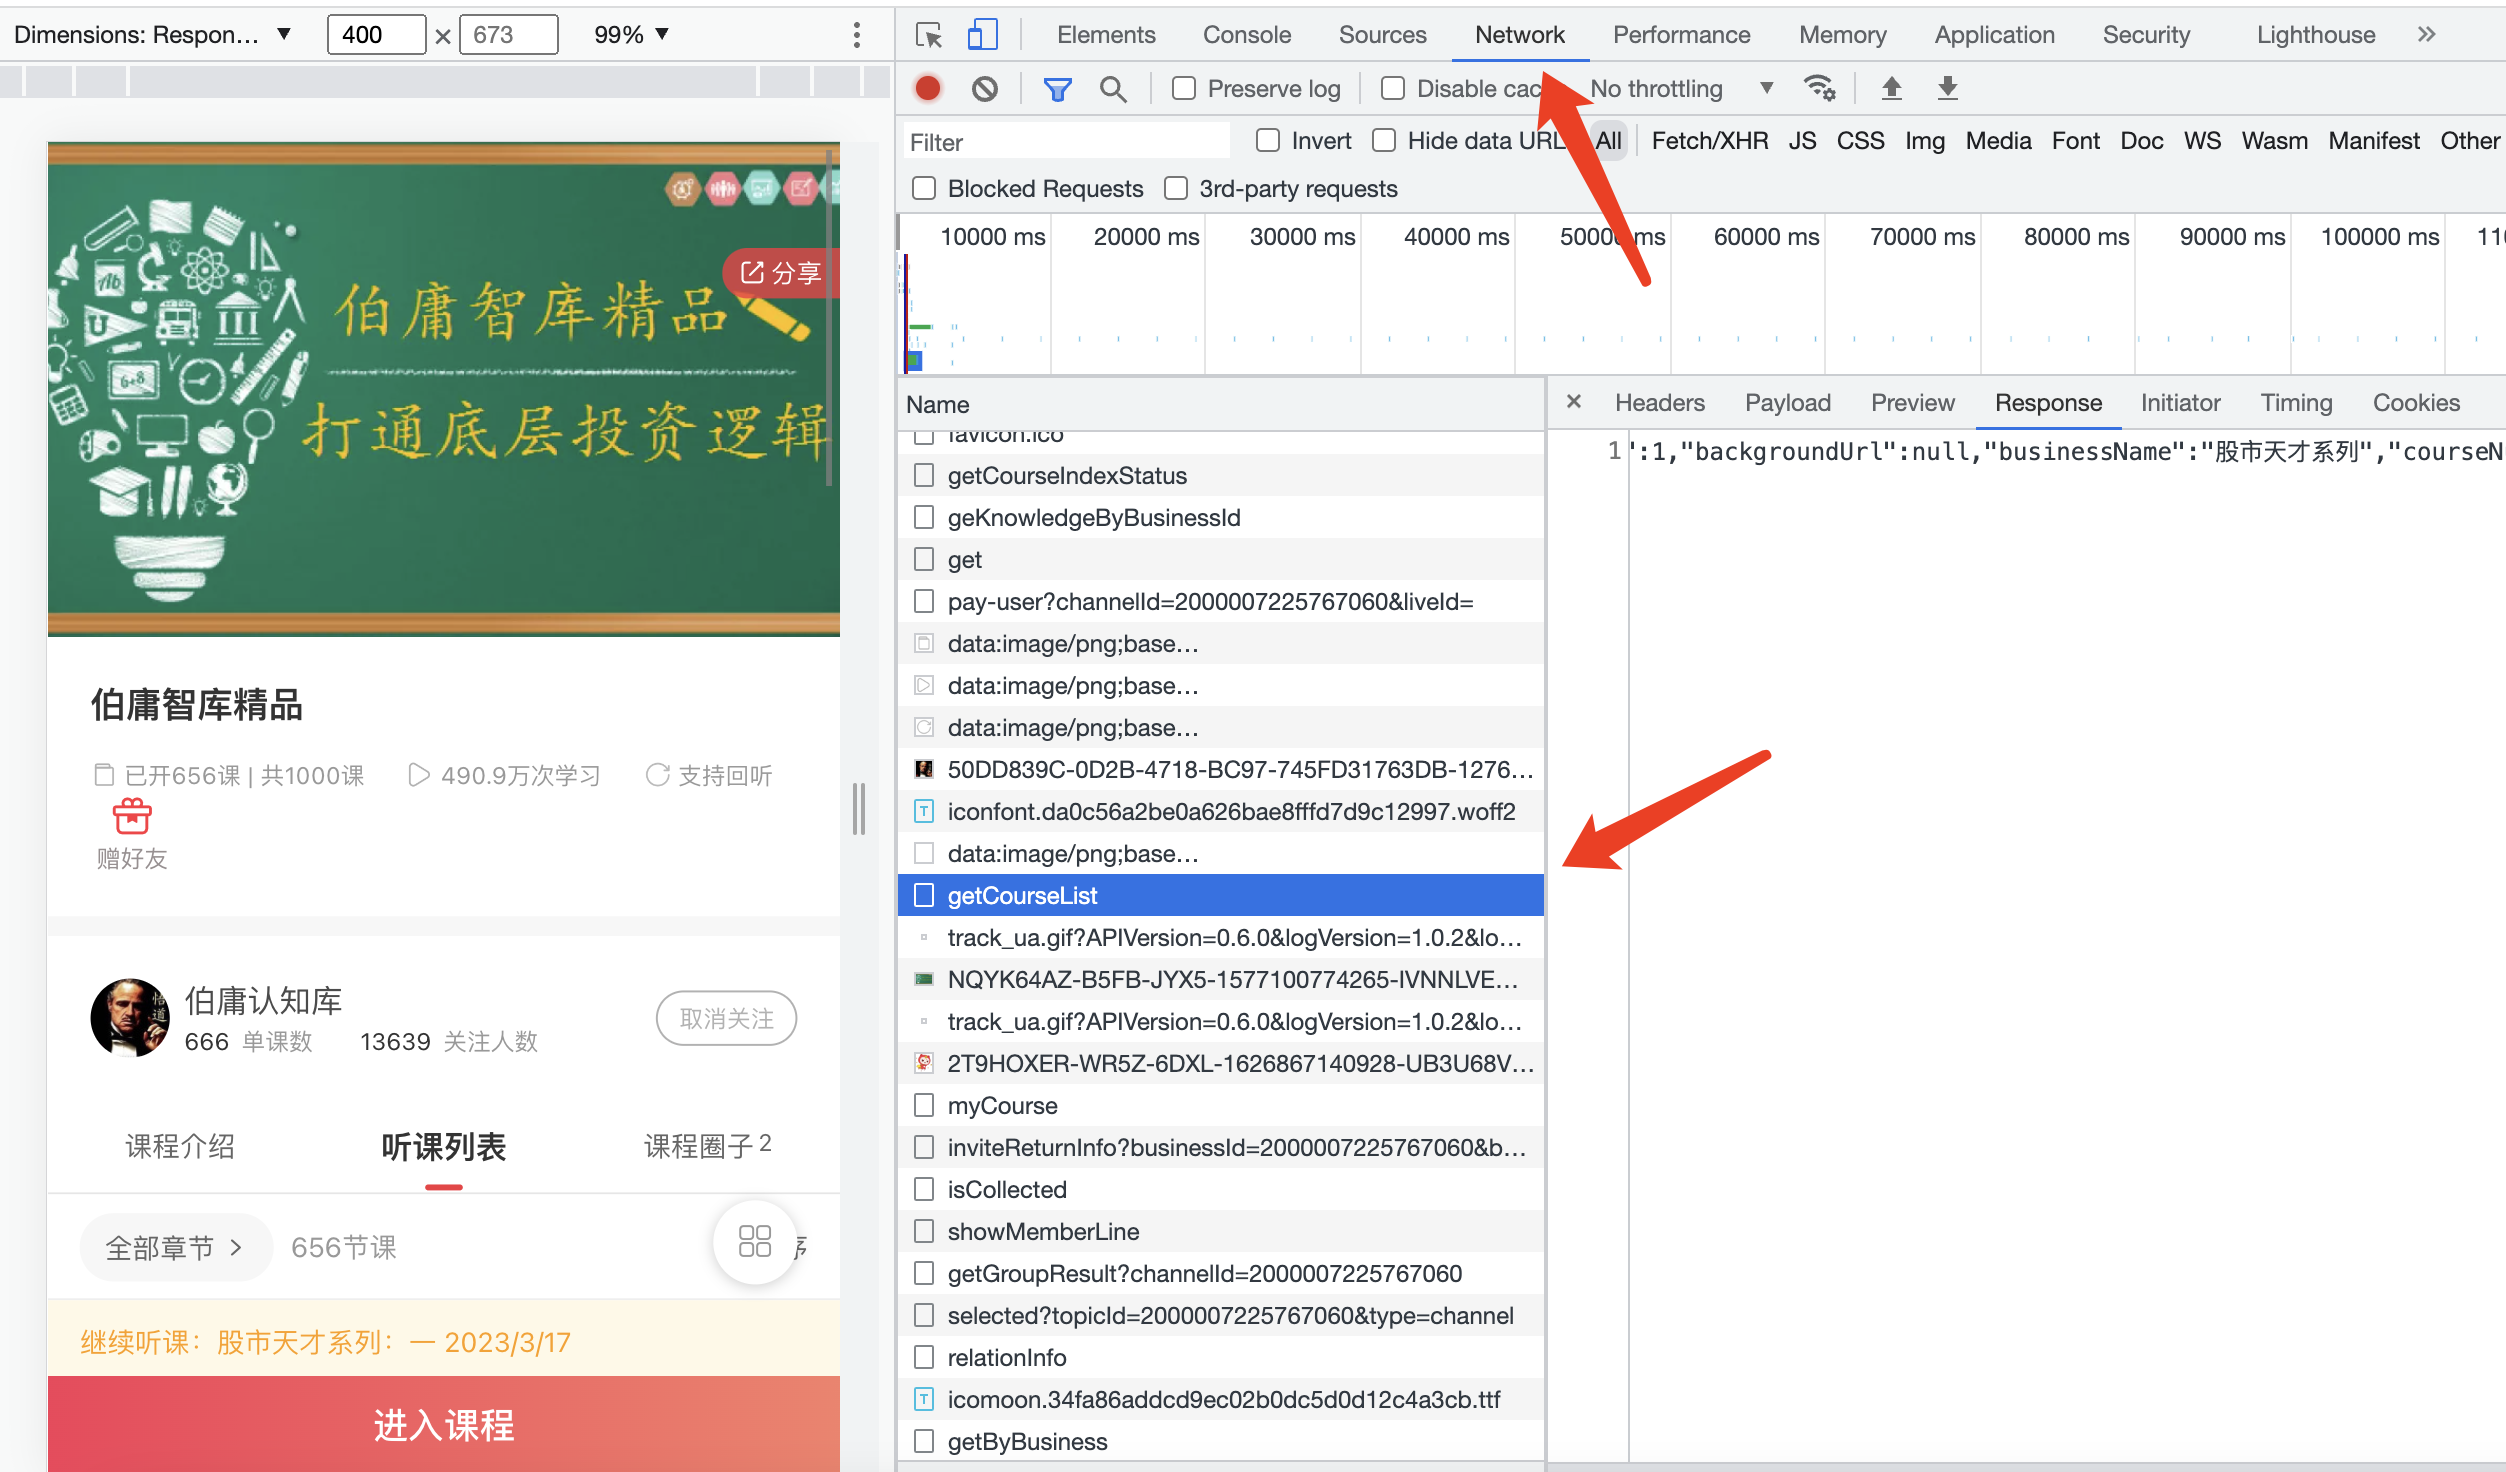 Dimensions: Respon… ▼ 400 × 673 99% ▼
Elements Console Sources Network Performance Memory Application Security Lighthouse »
Preserve log Disable cac No throttling ▼
Filter Invert Hide data URL All Fetch/XHR JS CSS Img Media Font Doc WS Wasm Manifest Other
Blocked Requests 3rd-party requests
10000 ms 20000 ms 30000 ms 40000 ms 50000 ms 60000 ms 70000 ms 80000 ms 90000 ms 100000 ms 110
分享
伯庸智库精品
打通底层投资逻辑
Ab
U
6+8
伯庸智库精品
已开656课 | 共1000课 490.9万次学习 支持回听
赠好友
悟道
伯庸认知库
666 单课数 13639 关注人数
取消关注
课程介绍 听课列表 课程圈子 2
全部章节 > 656节课 序
继续听课：股市天才系列：— 2023/3/17
进入课程
Name
favicon.ico
getCourseIndexStatus
geKnowledgeByBusinessId
get
pay-user?channelId=2000007225767060&liveId=
data:image/png;base…
data:image/png;base…
data:image/png;base…
50DD839C-0D2B-4718-BC97-745FD31763DB-1276…
iconfont.da0c56a2be0a626bae8fffd7d9c12997.woff2
data:image/png;base…
getCourseList
track_ua.gif?APIVersion=0.6.0&logVersion=1.0.2&lo…
NQYK64AZ-B5FB-JYX5-1577100774265-IVNNLVE…
track_ua.gif?APIVersion=0.6.0&logVersion=1.0.2&lo…
2T9HOXER-WR5Z-6DXL-1626867140928-UB3U68V…
myCourse
inviteReturnInfo?businessId=2000007225767060&b…
isCollected
showMemberLine
getGroupResult?channelId=2000007225767060
selected?topicId=2000007225767060&type=channel
relationInfo
icomoon.34fa86addcd9ec02b0dc5d0d12c4a3cb.ttf
getByBusiness
× Headers Payload Preview Response Initiator Timing Cookies
1 ":1,"backgroundUrl":null,"businessName":"股市天才系列","courseN